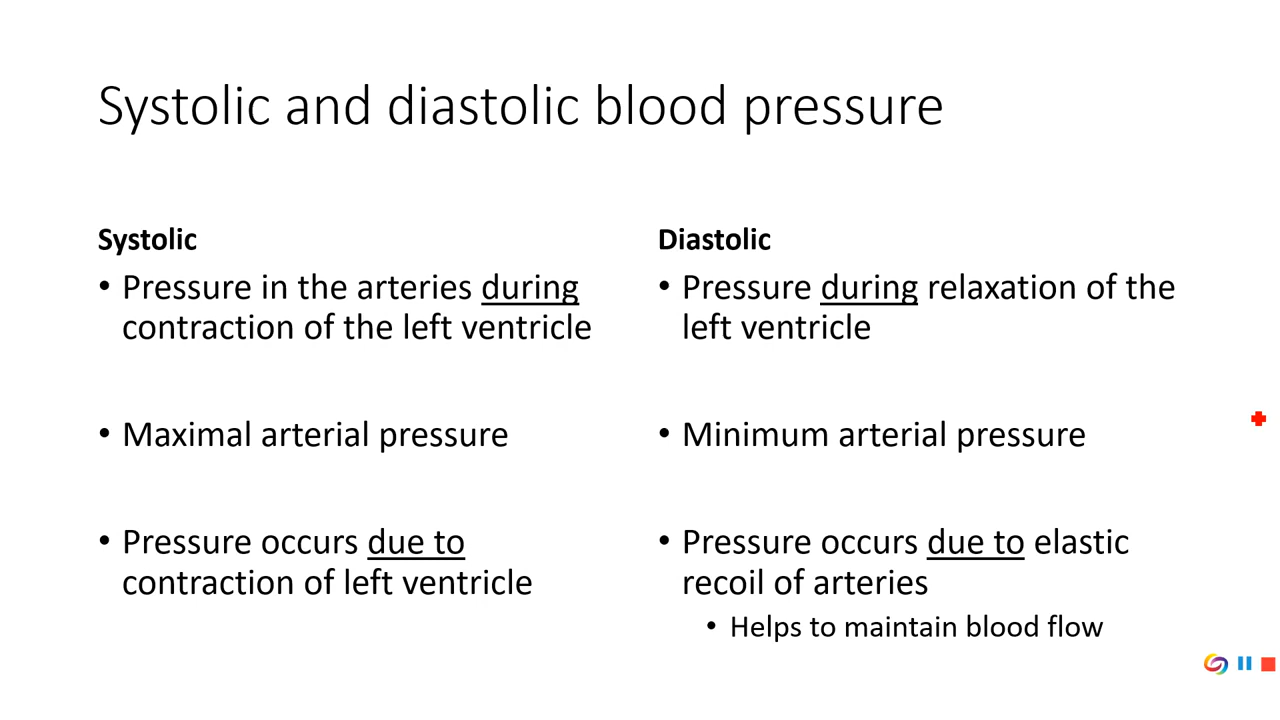 Systolic and diastolic blood pressure
Systolic
• Pressure in the arteries during
contraction of the left ventricle
• Maximal arterial pressure
• Pressure occurs due to
contraction of left ventricle
Diastolic
• Pressure during relaxation of the
left ventricle
• Minimum arterial pressure
• Pressure occurs due to elastic
recoil of arteries
• Helps to maintain blood flow